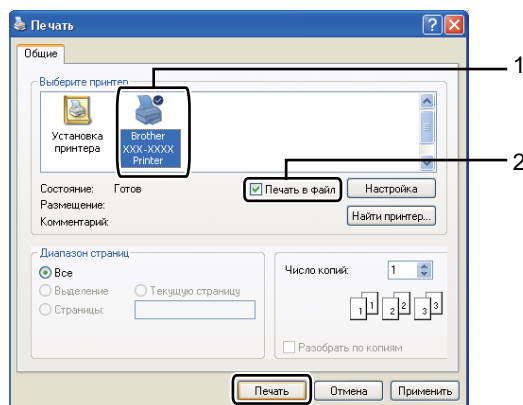 Печать
Общие
1
Выберите принтер
Установка
принтера
Brother
XXX-XXXX
Printer
2
Состояние: Готов
Печать в файл
Настройка
Размещение:
Найти принтер...
Комментарий:
Диапазон страниц
Все
Число копий: 1
Выделение Текущую страницу
Страницы:
1 1 2 2 3 3
Разобрать по копиям
Печать Отмена Применить